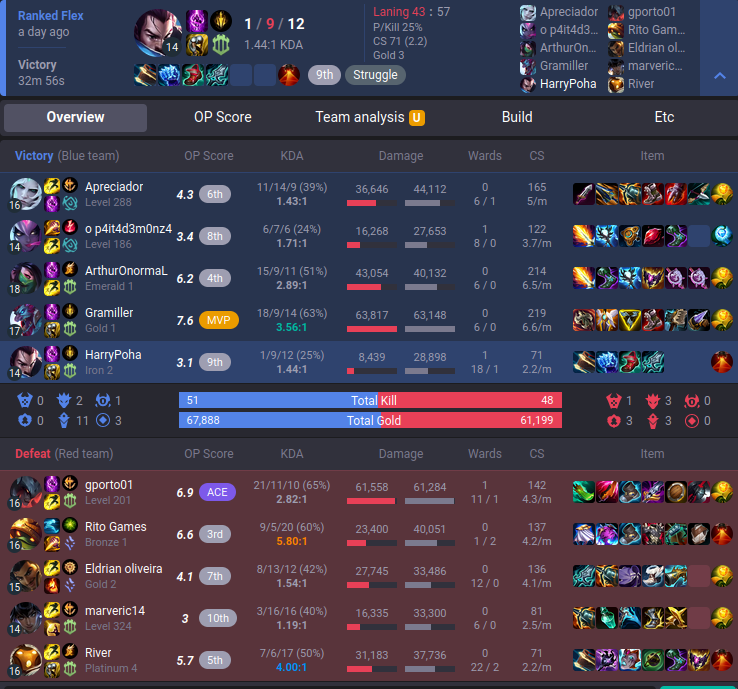 Ranked Flex
a day ago
Victory
32m 56s
14
1 / 9 / 12
1.44:1 KDA
9th Struggle
Laning 43 : 57
P/Kill 25%
CS 71 (2.2)
Gold 3
Apreciador gporto01
o p4it4d3... Rito Gam...
ArthurOn... Eldrian ol...
Gramiller marveric...
HarryPoha River
Overview OP Score Team analysis U Build Etc
Victory (Blue team) OP Score KDA Damage Wards CS Item
16 Apreciador Level 288 4.3 6th 11/14/9 (39%) 1.43:1 36,646 44,112 0 6 / 1 165 5/m
14 o p4it4d3m0nz4 Level 186 3.4 8th 6/7/6 (24%) 1.71:1 16,268 27,653 0 8 / 0 122 3.7/m
18 ArthurOnormaL Emerald 1 6.2 4th 15/9/11 (51%) 2.89:1 43,054 40,132 0 6 / 0 214 6.5/m
17 Gramiller Gold 1 7.6 MVP 18/9/14 (63%) 3.56:1 63,817 63,148 0 6 / 0 219 6.6/m
14 HarryPoha Iron 2 3.1 9th 1/9/12 (25%) 1.44:1 8,439 28,898 1 18 / 1 71 2.2/m
0 2 1 51 Total Kill 48 1 3 0
0 11 3 67,888 Total Gold 61,199 3 3 0
Defeat (Red team) OP Score KDA Damage Wards CS Item
16 gporto01 Level 201 6.9 ACE 21/11/10 (65%) 2.82:1 61,558 61,284 1 11 / 1 142 4.3/m
16 Rito Games Bronze 1 6.6 3rd 9/5/20 (60%) 5.80:1 23,400 40,051 0 1 / 2 137 4.2/m
15 Eldrian oliveira Gold 2 4.1 7th 8/13/12 (42%) 1.54:1 27,745 33,486 0 12 / 0 136 4.1/m
14 marveric14 Level 324 3 10th 3/16/16 (40%) 1.19:1 16,335 33,300 0 6 / 0 81 2.5/m
16 River Platinum 4 5.7 5th 7/6/17 (50%) 4.00:1 31,183 37,736 0 22 / 2 71 2.2/m